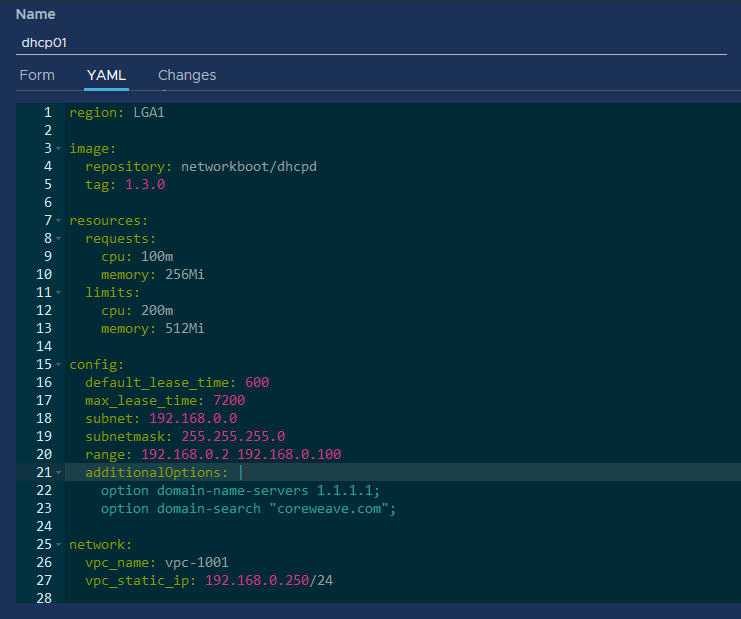 Name
dhcp01
Form YAML Changes
1 region: LGA1
2
3 image:
4   repository: networkboot/dhcpd
5   tag: 1.3.0
6
7 resources:
8   requests:
9     cpu: 100m
10     memory: 256Mi
11   limits:
12     cpu: 200m
13     memory: 512Mi
14
15 config:
16   default_lease_time: 600
17   max_lease_time: 7200
18   subnet: 192.168.0.0
19   subnetmask: 255.255.255.0
20   range: 192.168.0.2 192.168.0.100
21   additionalOptions: |
22     option domain-name-servers 1.1.1.1;
23     option domain-search "coreweave.com";
24
25 network:
26   vpc_name: vpc-1001
27   vpc_static_ip: 192.168.0.250/24
28